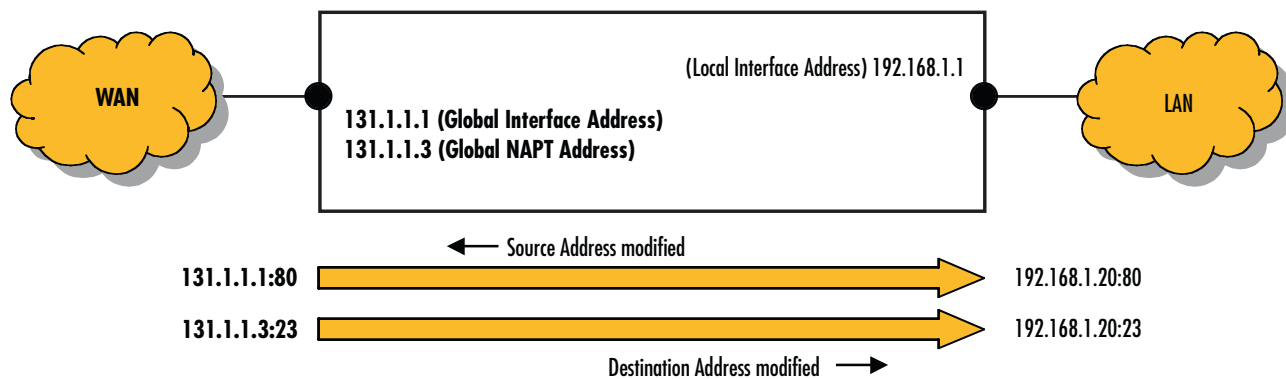 WAN
(Local Interface Address) 192.168.1.1
LAN
131.1.1.1 (Global Interface Address)
131.1.1.3 (Global NAPT Address)
Source Address modified
131.1.1.1:80
192.168.1.20:80
131.1.1.3:23
192.168.1.20:23
Destination Address modified